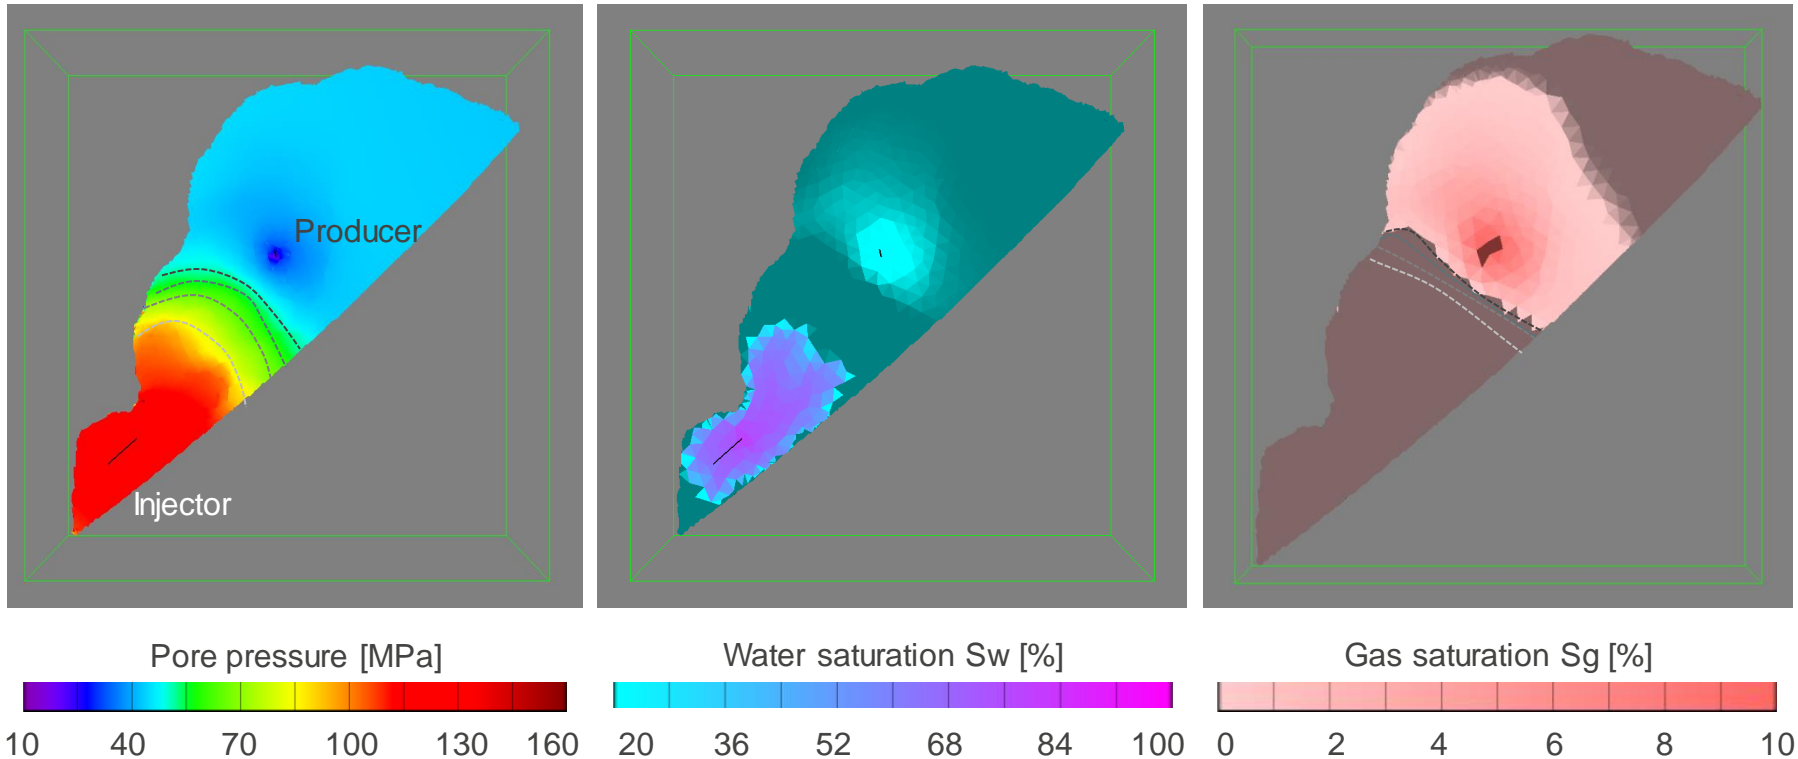 Producer
Injector
Pore pressure [MPa]
10 40 70 100 130 160
Water saturation Sw [%]
20 36 52 68 84 100
Gas saturation Sg [%]
0 2 4 6 8 10